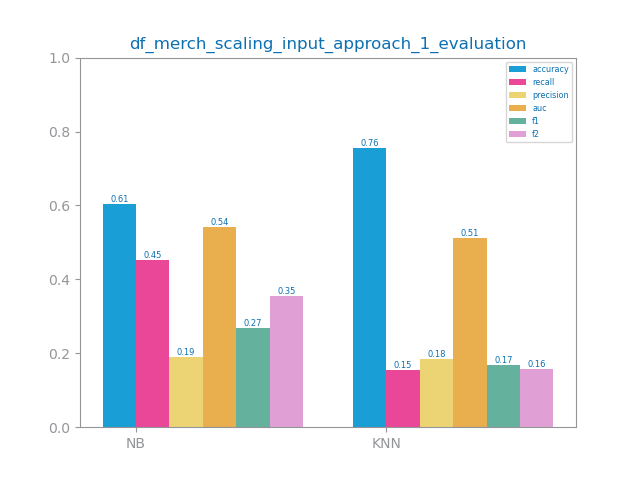 df_merch_scaling_input_approach_1_evaluation
1.0
0.8
0.6
0.4
0.2
0.0
accuracy
recall
precision
auc
f1
f2
0.61
0.45
0.19
0.54
0.27
0.35
0.76
0.15
0.18
0.51
0.17
0.16
NB
KNN